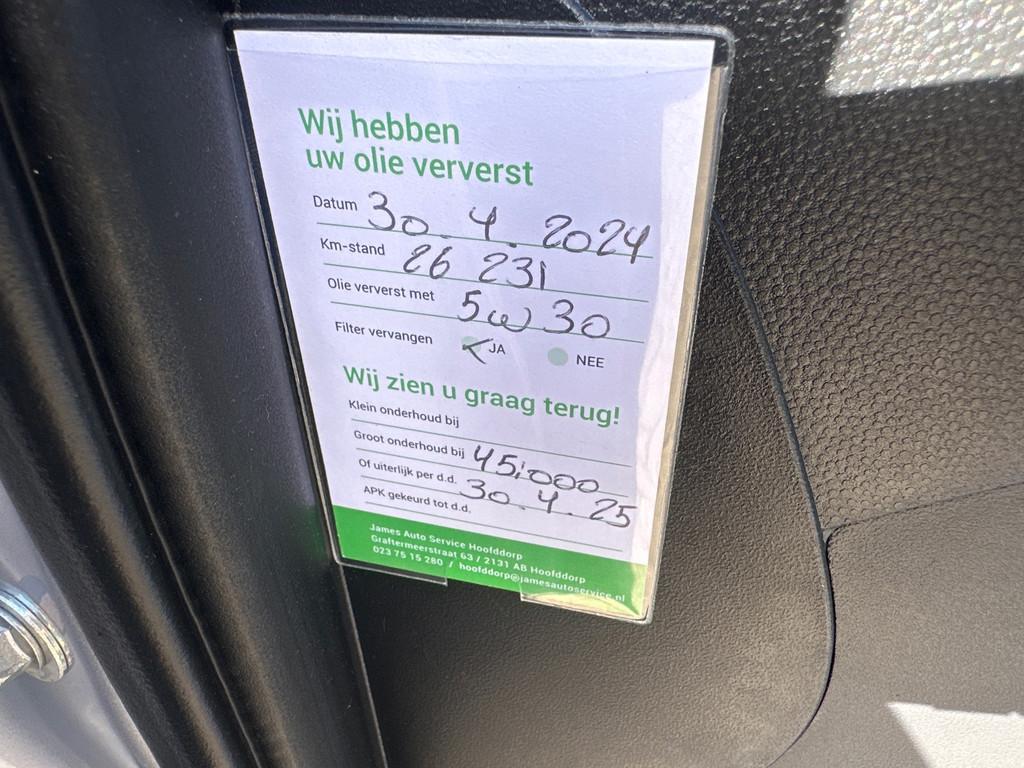 Wij hebben
uw olie ververst
Datum 30. 4. 2024
Km-stand 26 231
Olie ververst met 5w30
Filter vervangen JA NEE
Wij zien u graag terug!
Klein onderhoud bij
Groot onderhoud bij 45.000
Of uiterlijk per d.d. 30.4.25
APK gekeurd tot d.d.
James Auto Service Hoofddorp
Graftermeerstraat 63 / 2131 AB Hoofddorp
023 75 15 280 / hoofddorp@jamesautoservice.nl